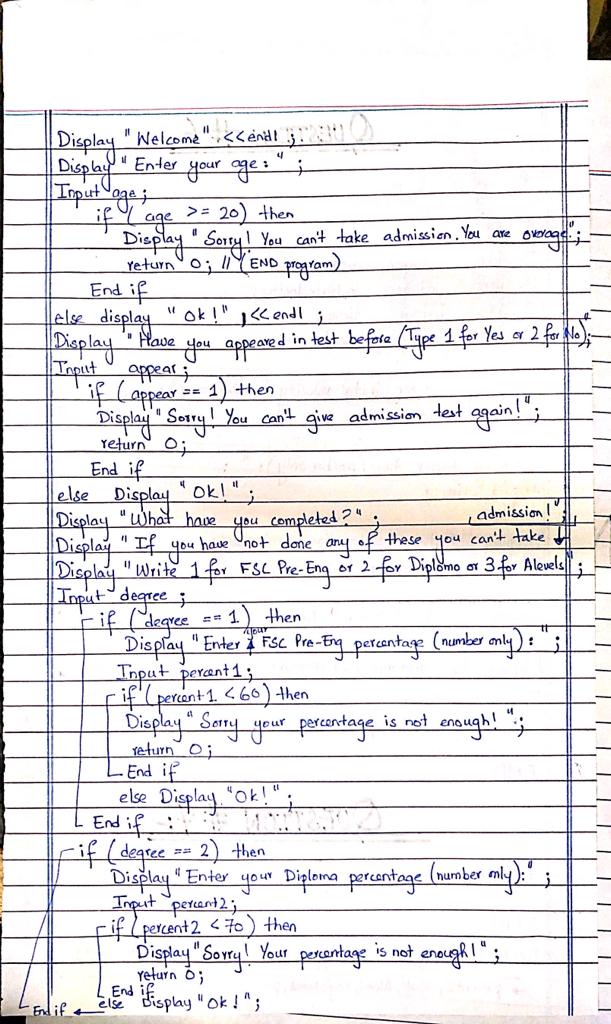 Display "Welcome" <<endl ;
Display "Enter your age: " ;
Input age ;
if ( age >= 20) then
Display "Sorry! You can't take admission. You are overage!" ;
return 0; // (END program)
End if
else display "Ok!" , <<endl ;
Display "Have you appeared in test before (Type 1 for Yes or 2 for No)" ;
Input appear ;
if (appear == 1) then
Display "Sorry! You can't give admission test again!" ;
return 0;
End if
else Display "Ok!" ;
Display "What have you completed?" ;
Display "If you have not done any of these you can't take admission!" ;
Display "Write 1 for FSC Pre-Eng or 2 for Diplomo or 3 for Alevels" ;
Input degree ;
if (degree == 1) then
Display "Enter your FSC Pre-Eng percentage (number only) : " ;
Input percent1 ;
if (percent1 <60) then
Display "Sorry your percentage is not enough! " ;
return 0;
End if
else Display "Ok!" ;
End if
if (degree == 2) then
Display "Enter your Diploma percentage (number only):" ;
Input percent2 ;
if (percent2 <70) then
Display "Sorry! Your percentage is not enough!" ;
return 0;
End if
else Display "Ok!" ;
End if